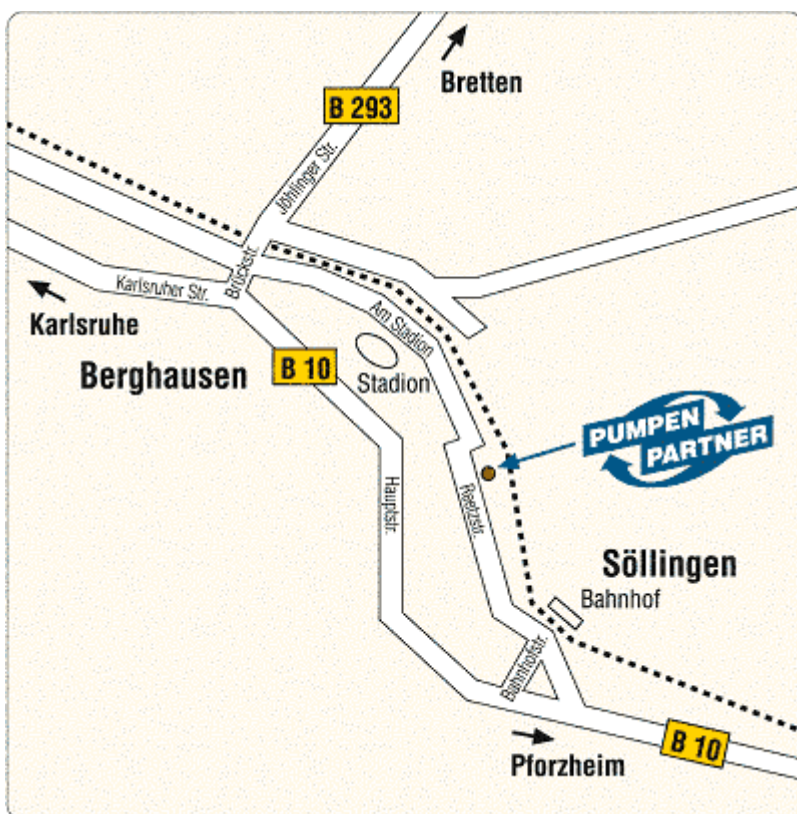 Bretten
B 293
Jöhlinger Str.
Brückstr.
Karlsruher Str.
Karlsruhe
Am Stadion
Berghausen
B 10
Stadion
PUMPEN
PARTNER
Hauptstr.
Reetzstr.
Söllingen
Bahnhof
Bahnhofstr.
B 10
Pforzheim